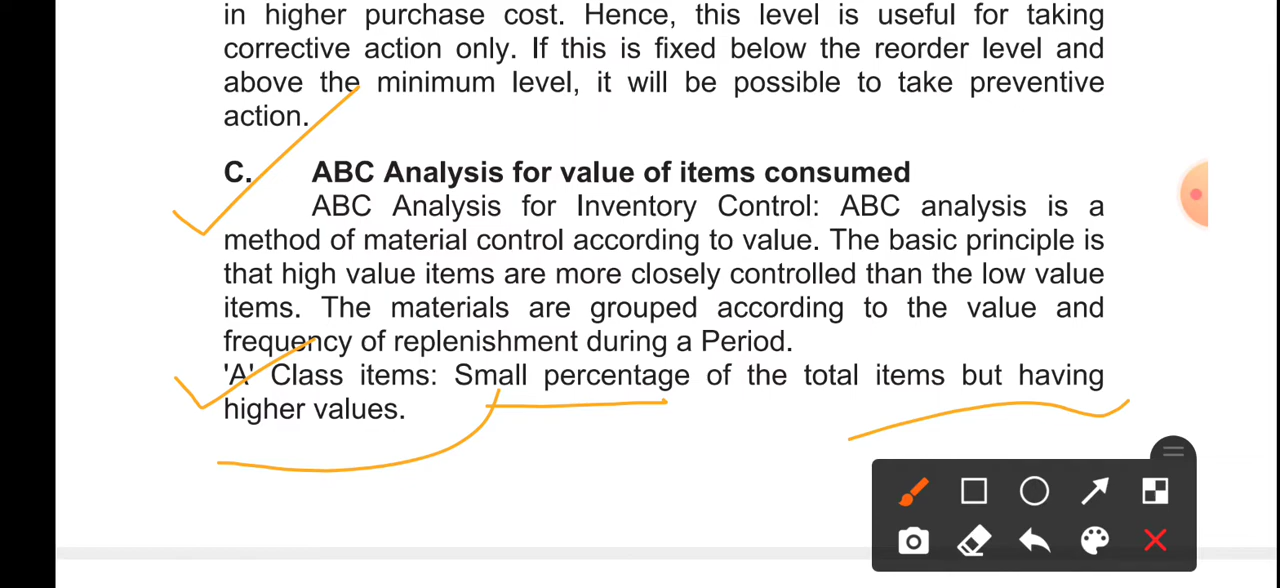 in higher purchase cost. Hence, this level is useful for taking
corrective action only. If this is fixed below the reorder level and
above the minimum level, it will be possible to take preventive
action.
C. ABC Analysis for value of items consumed
ABC Analysis for Inventory Control: ABC analysis is a
method of material control according to value. The basic principle is
that high value items are more closely controlled than the low value
items. The materials are grouped according to the value and
frequency of replenishment during a Period.
'A' Class items: Small percentage of the total items but having
higher values.